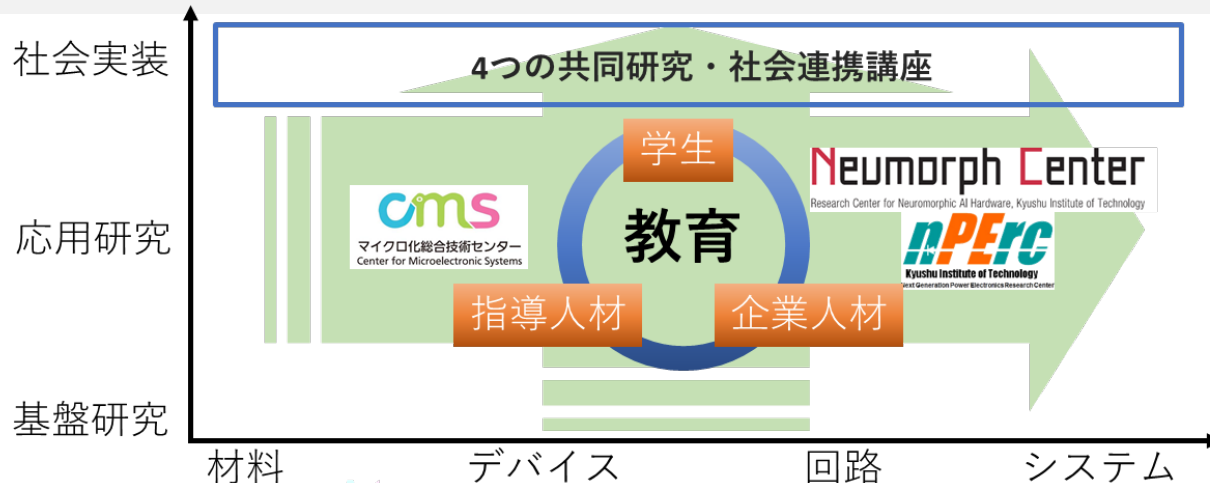 社会実装
4つの共同研究・社会連携講座
学生
Neumorph Center
Research Center for Neuromorphic AI Hardware, Kyushu Institute of Technology
cms
マイクロ化総合技術センター
Center for Microelectronic Systems
応用研究
教育
nPErc
Kyushu Institute of Technology
Next Generation Power Electronics Research Center
指導人材
企業人材
基盤研究
材料
デバイス
回路
システム